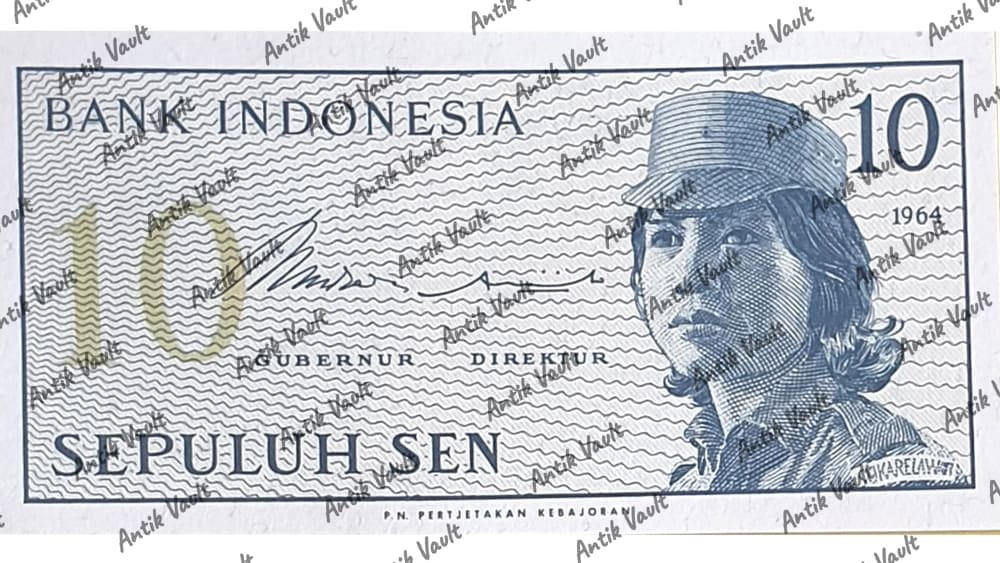 BANK INDONESIA
10
1964
10
GUBERNUR DIREKTUR
SEPULUH SEN
SUKARELAWATI
P.N. PERTJETAKAN KEBAJORAN
Antik Vault